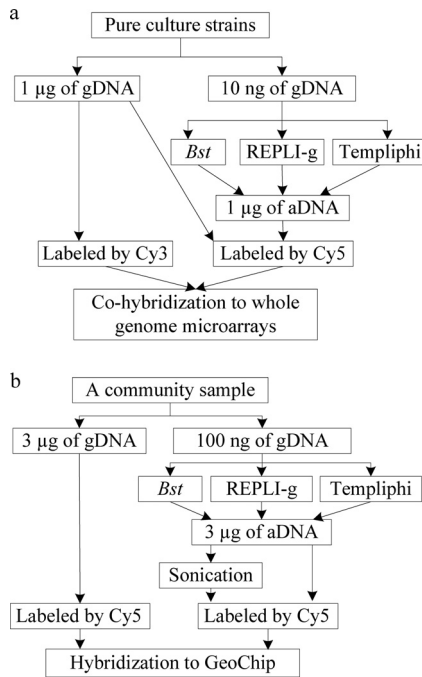 a
Pure culture strains
1 µg of gDNA
10 ng of gDNA
Bst
REPLI-g
Templiphi
1 µg of aDNA
Labeled by Cy3
Labeled by Cy5
Co-hybridization to whole
genome microarrays
b
A community sample
3 µg of gDNA
100 ng of gDNA
Bst
REPLI-g
Templiphi
3 µg of aDNA
Sonication
Labeled by Cy5
Labeled by Cy5
Hybridization to GeoChip